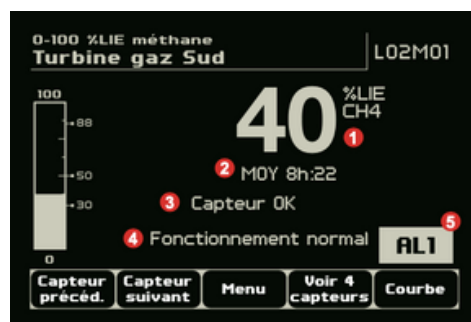 0-100 %LIE méthane
Turbine gaz Sud
L02M01
100
88
50
30
0
40
%LIE
CH4
1
2 MOY 8h:22
3 Capteur OK
4 Fonctionnement normal
5
AL1
Capteur précéd.
Capteur suivant
Menu
Voir 4 capteurs
Courbe